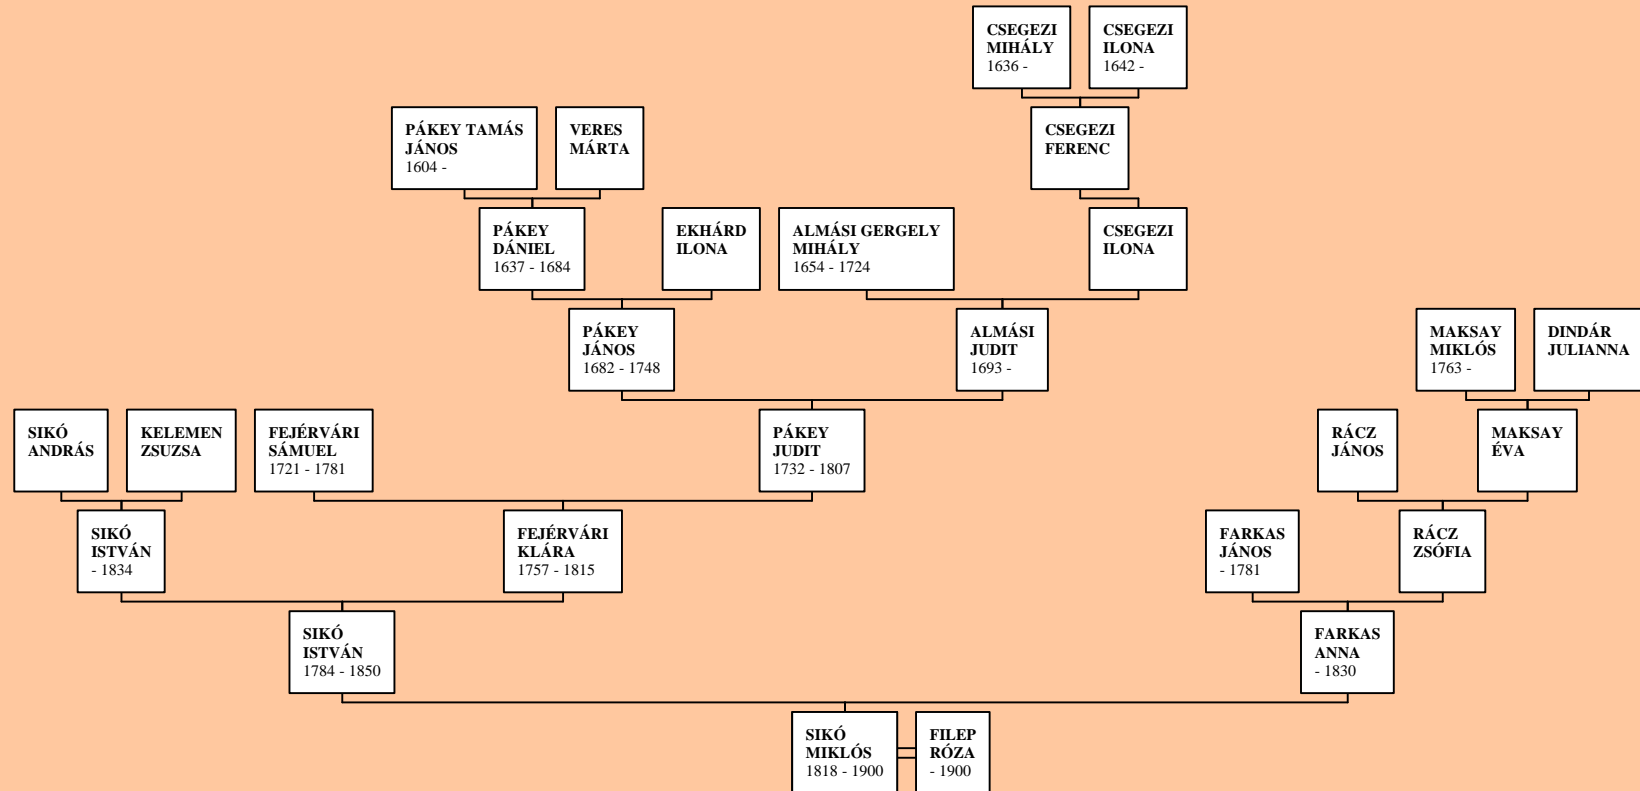 CSEGEZI
MIHÁLY
1636 -
CSEGEZI
ILONA
1642 -
PÁKEY TAMÁS
JÁNOS
1604 -
VERES
MÁRTA
CSEGEZI
FERENC
PÁKEY
DÁNIEL
1637 - 1684
EKHÁRD
ILONA
ALMÁSI GERGELY
MIHÁLY
1654 - 1724
CSEGEZI
ILONA
PÁKEY
JÁNOS
1682 - 1748
ALMÁSI
JUDIT
1693 -
MAKSAY
MIKLÓS
1763 -
DINDÁR
JULIANNA
SIKÓ
ANDRÁS
KELEMEN
ZSUZSA
FEJÉRVÁRI
SÁMUEL
1721 - 1781
PÁKEY
JUDIT
1732 - 1807
RÁCZ
JÁNOS
MAKSAY
ÉVA
SIKÓ
ISTVÁN
- 1834
FEJÉRVÁRI
KLÁRA
1757 - 1815
FARKAS
JÁNOS
- 1781
RÁCZ
ZSÓFIA
SIKÓ
ISTVÁN
1784 - 1850
FARKAS
ANNA
- 1830
SIKÓ
MIKLÓS
1818 - 1900
FILEP
RÓZA
- 1900